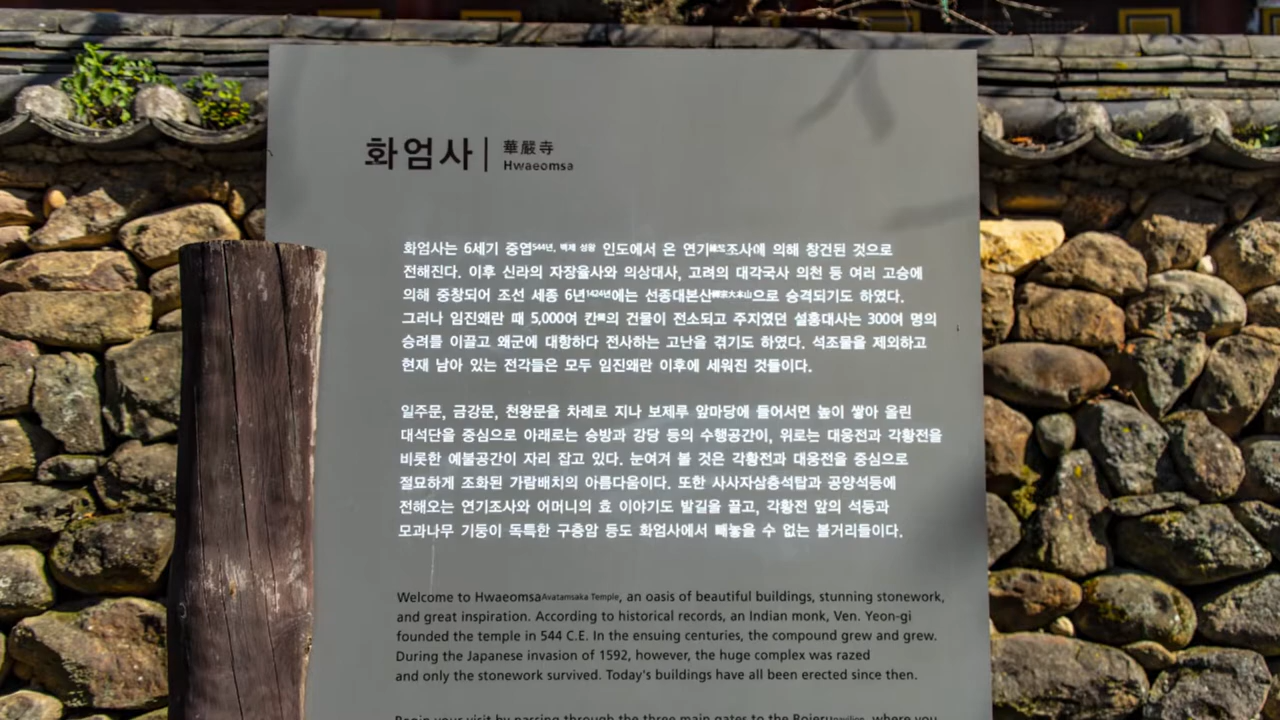 화엄사
華嚴寺
Hwaeomsa
화엄사는 6세기 중엽544년, 백제 성왕 인도에서 온 연기緣起조사에 의해 창건된 것으로
전해진다. 이후 신라의 자장율사와 의상대사, 고려의 대각국사 의천 등 여러 고승에
의해 중창되어 조선 세종 6년1424년에는 선종대본산禪宗大本山으로 승격되기도 하였다.
그러나 임진왜란 때 5,000여 칸의 건물이 전소되고 주지였던 설홍대사는 300여 명의
승려를 이끌고 왜군에 대항하다 전사하는 고난을 겪기도 하였다. 석조물을 제외하고
현재 남아 있는 전각들은 모두 임진왜란 이후에 세워진 것들이다.
일주문, 금강문, 천왕문을 차례로 지나 보제루 앞마당에 들어서면 높이 쌓아 올린
대석단을 중심으로 아래로는 승방과 강당 등의 수행공간이, 위로는 대웅전과 각황전을
비롯한 예불공간이 자리 잡고 있다. 눈여겨 볼 것은 각황전과 대웅전을 중심으로
절묘하게 조화된 가람배치의 아름다움이다. 또한 사사자삼층석탑과 공양석등에
전해오는 연기조사와 어머니의 효 이야기도 발길을 끌고, 각황전 앞의 석등과
모과나무 기둥이 독특한 구층암 등도 화엄사에서 빼놓을 수 없는 볼거리들이다.
Welcome to HwaeomsaAvatamsaka Temple, an oasis of beautiful buildings, stunning stonework,
and great inspiration. According to historical records, an Indian monk, Ven. Yeon-gi
founded the temple in 544 C.E. In the ensuing centuries, the compound grew and grew.
During the Japanese invasion of 1592, however, the huge complex was razed
and only the stonework survived. Today's buildings have all been erected since then.
Begin your visit by passing through the three main gates to the Bojerupavilion, where you